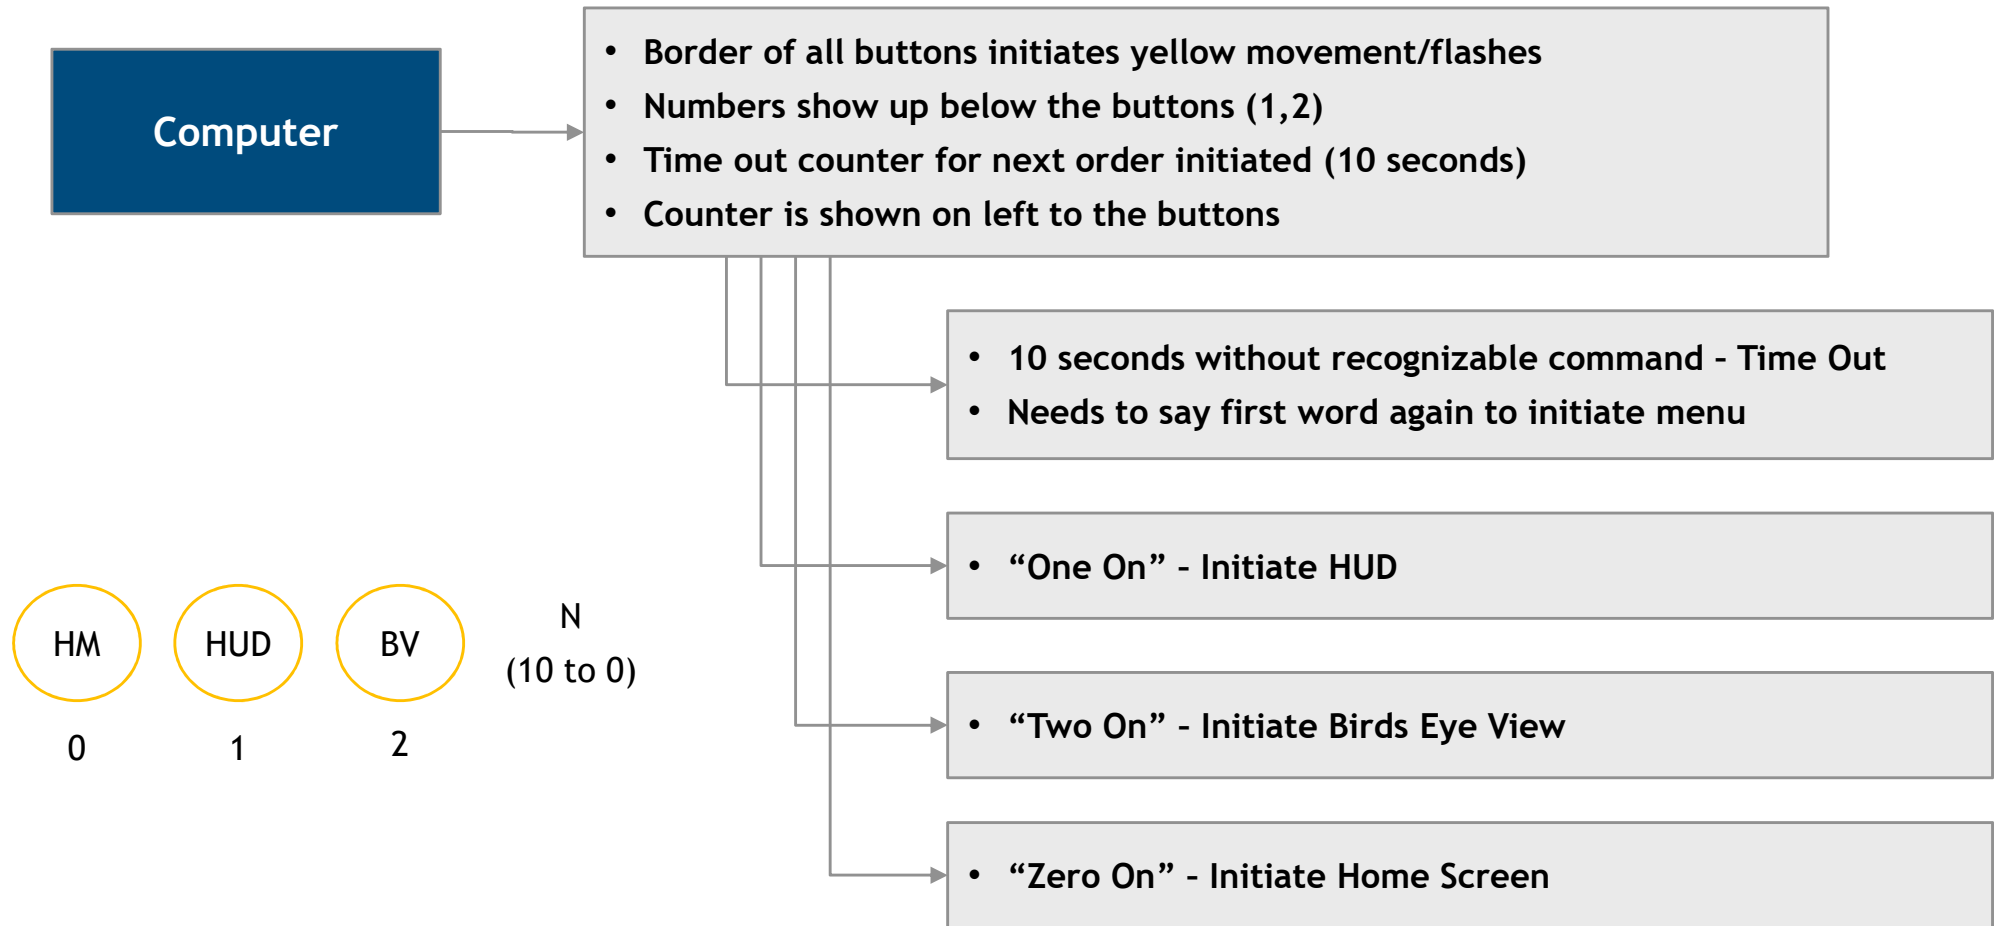 Computer
• Border of all buttons initiates yellow movement/flashes
• Numbers show up below the buttons (1,2)
• Time out counter for next order initiated (10 seconds)
• Counter is shown on left to the buttons
• 10 seconds without recognizable command – Time Out
• Needs to say first word again to initiate menu
• “One On” – Initiate HUD
• “Two On” – Initiate Birds Eye View
• “Zero On” – Initiate Home Screen
HM HUD BV N
(10 to 0)
0 1 2